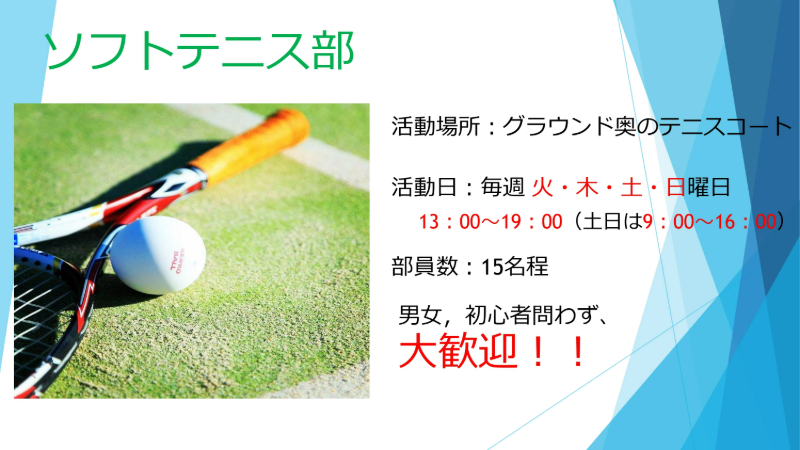 ソフトテニス部
活動場所：グラウンド奥のテニスコート
活動日：毎週 火・木・土・日曜日
13：00～19：00（土日は9：00～16：00）
部員数：15名程
男女，初心者問わず、
大歓迎！！